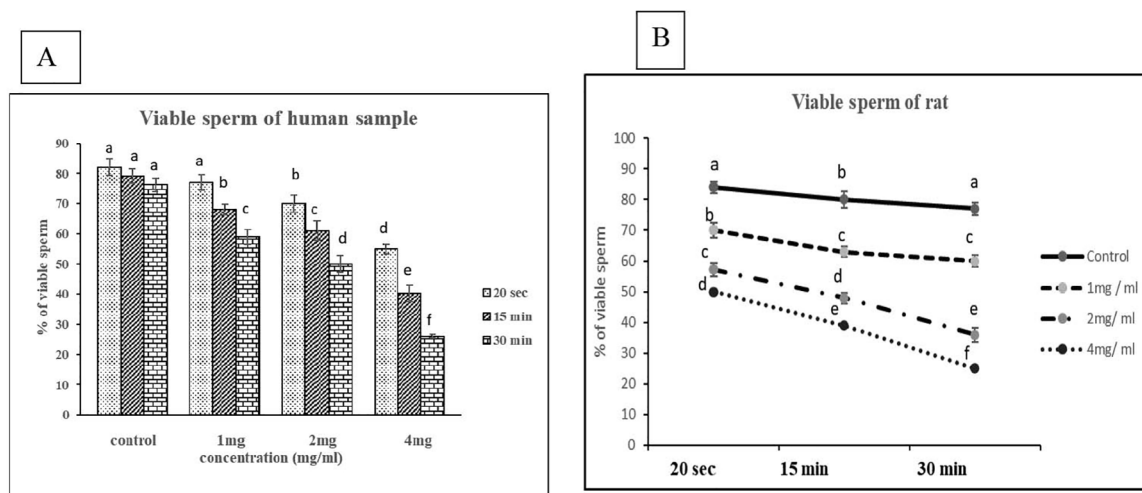 A
Viable sperm of human sample
% of viable sperm
90
80
70
60
50
40
30
20
10
0
a a a
a b c
b c d
d e f
control 1mg 2mg 4mg
concentration (mg/ml)
20 sec
15 min
30 min
B
Viable sperm of rat
% of viable sperm
100
90
80
70
60
50
40
30
20
10
0
a b a
b c c
c d e
d e f
20 sec 15 min 30 min
Control
1mg / ml
2mg/ ml
4mg/ ml